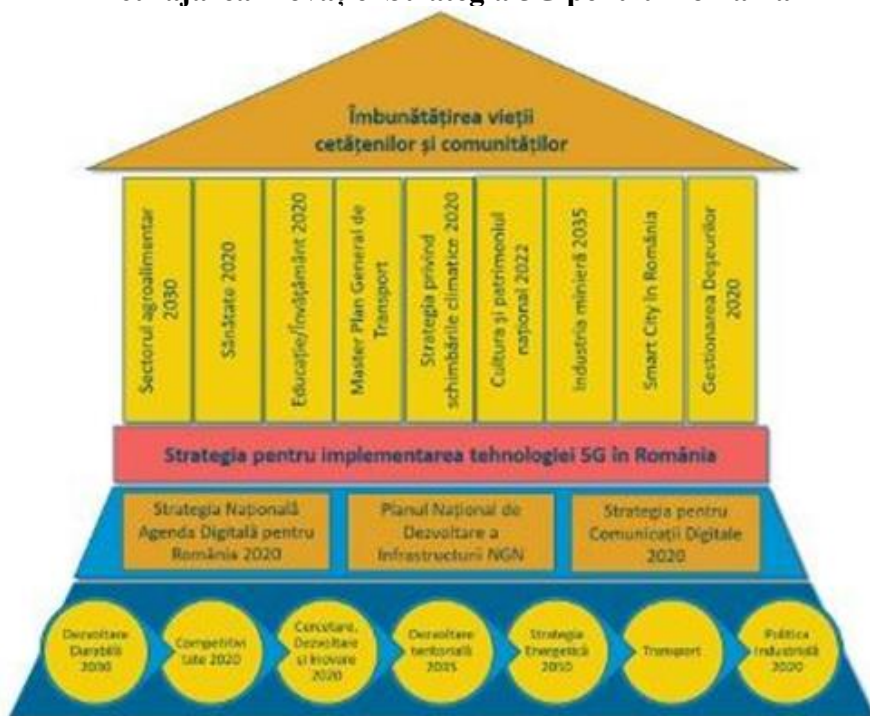 Strategia 5G pentru România
Îmbunătățirea vieții
cetățenilor și comunităților
Sectorul agroalimentar
2030
Sănătate 2020
Educație/Învățământ 2020
Master Plan General de
Transport
Strategia privind
schimbările climatice 2020
Cultura și patrimoniul
național 2022
Industria minieră 2035
Smart City în România
Gestionarea Deșeurilor
2020
Strategia pentru implementarea tehnologiei 5G în România
Strategia Națională
Agenda Digitală pentru
România 2020
Planul Național de
Dezvoltare a
Infrastructurii NGN
Strategia pentru
Comunicații Digitale
2020
Dezvoltare
Durabilă
2030
Competitivi
tate 2020
Cercetare,
Dezvoltare
și Inovare
2020
Dezvoltare
teritorială
2035
Strategia
Energetică
2050
Transport
Politica
Industrială
2020